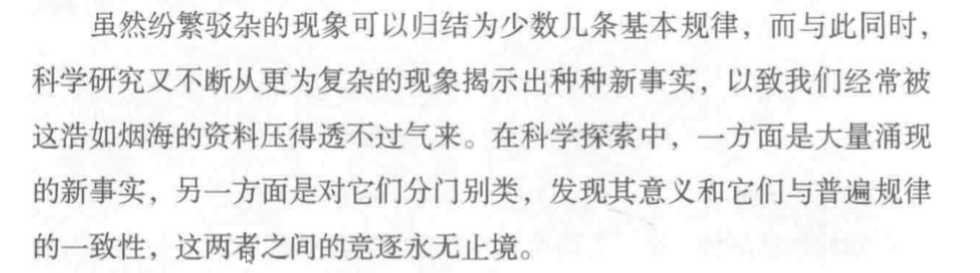 虽然纷繁驳杂的现象可以归结为少数几条基本规律，而与此同时，
科学研究又不断从更为复杂的现象揭示出种种新事实，以致我们经常被
这浩如烟海的资料压得透不过气来。在科学探索中，一方面是大量涌现
的新事实，另一方面是对它们分门别类，发现其意义和它们与普遍规律
的一致性，这两者之间的竞逐永无止境。